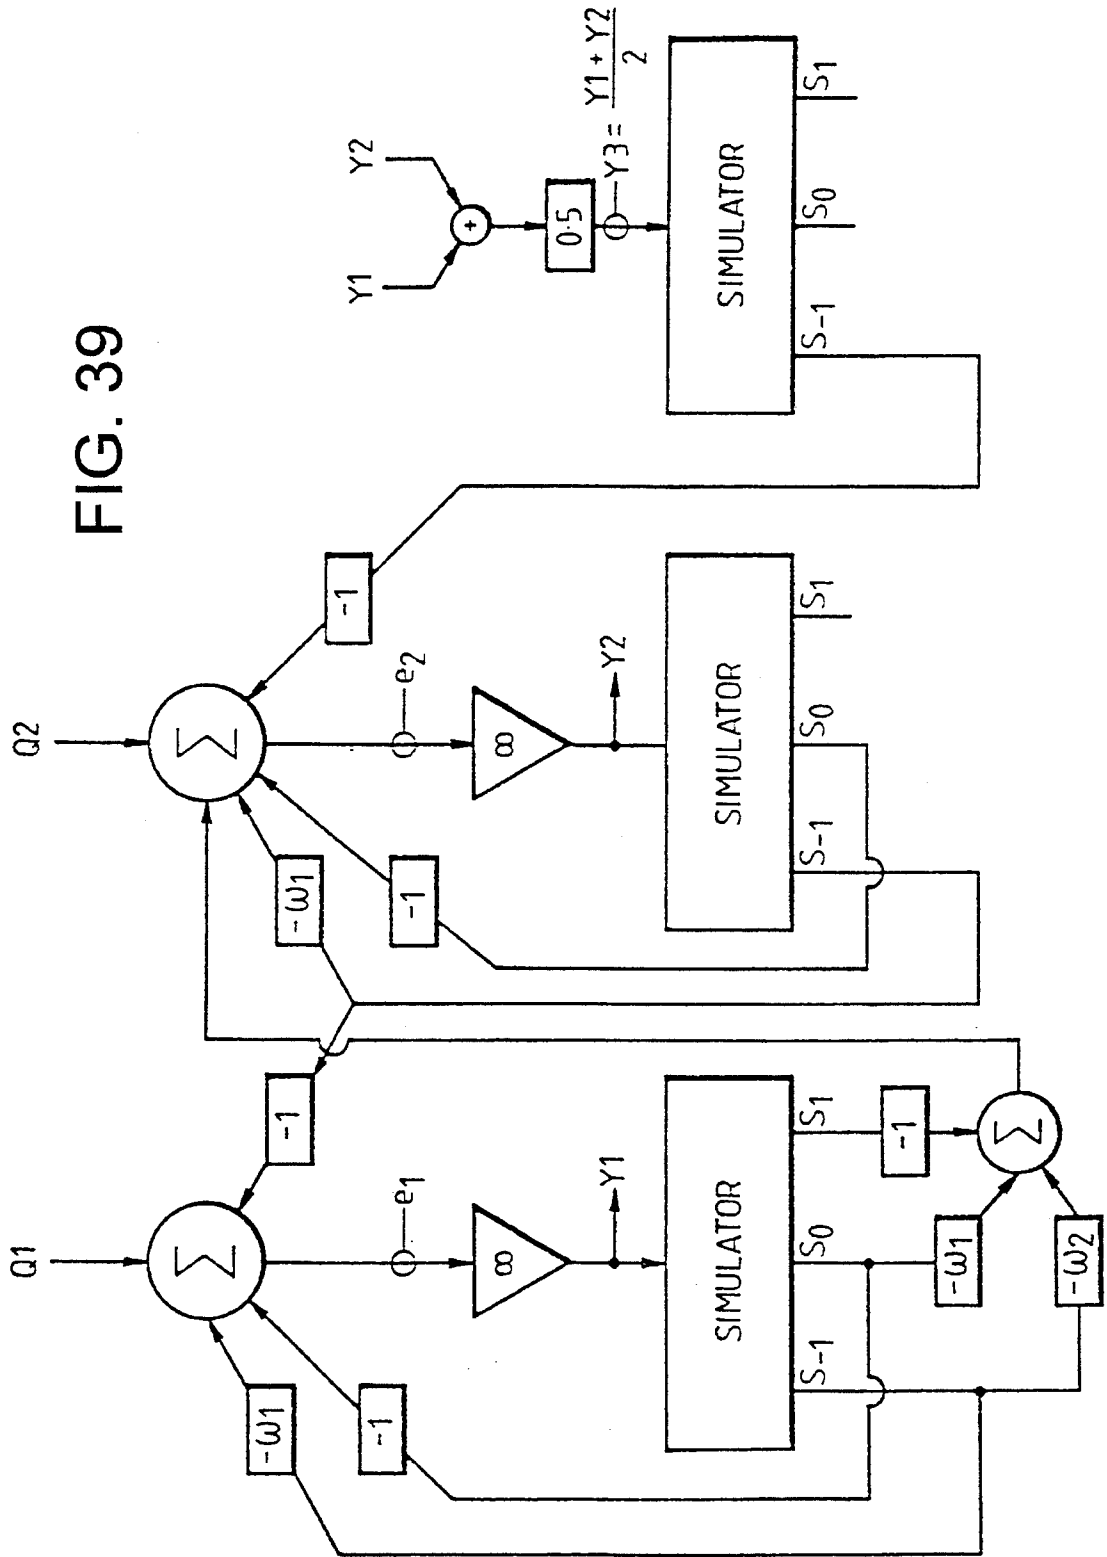 FIG. 39
Q1
Σ
-ω1
-1
-1
e1
∞
Y1
SIMULATOR
S-1
S0
S1
-1
-ω1
-ω2
Σ
Q2
Σ
-ω1
-1
-1
e2
∞
Y2
SIMULATOR
S-1
S0
S1
Y1
Y2
+
0·5
Y3 = Y1 + Y2
2
SIMULATOR
S-1
S0
S1